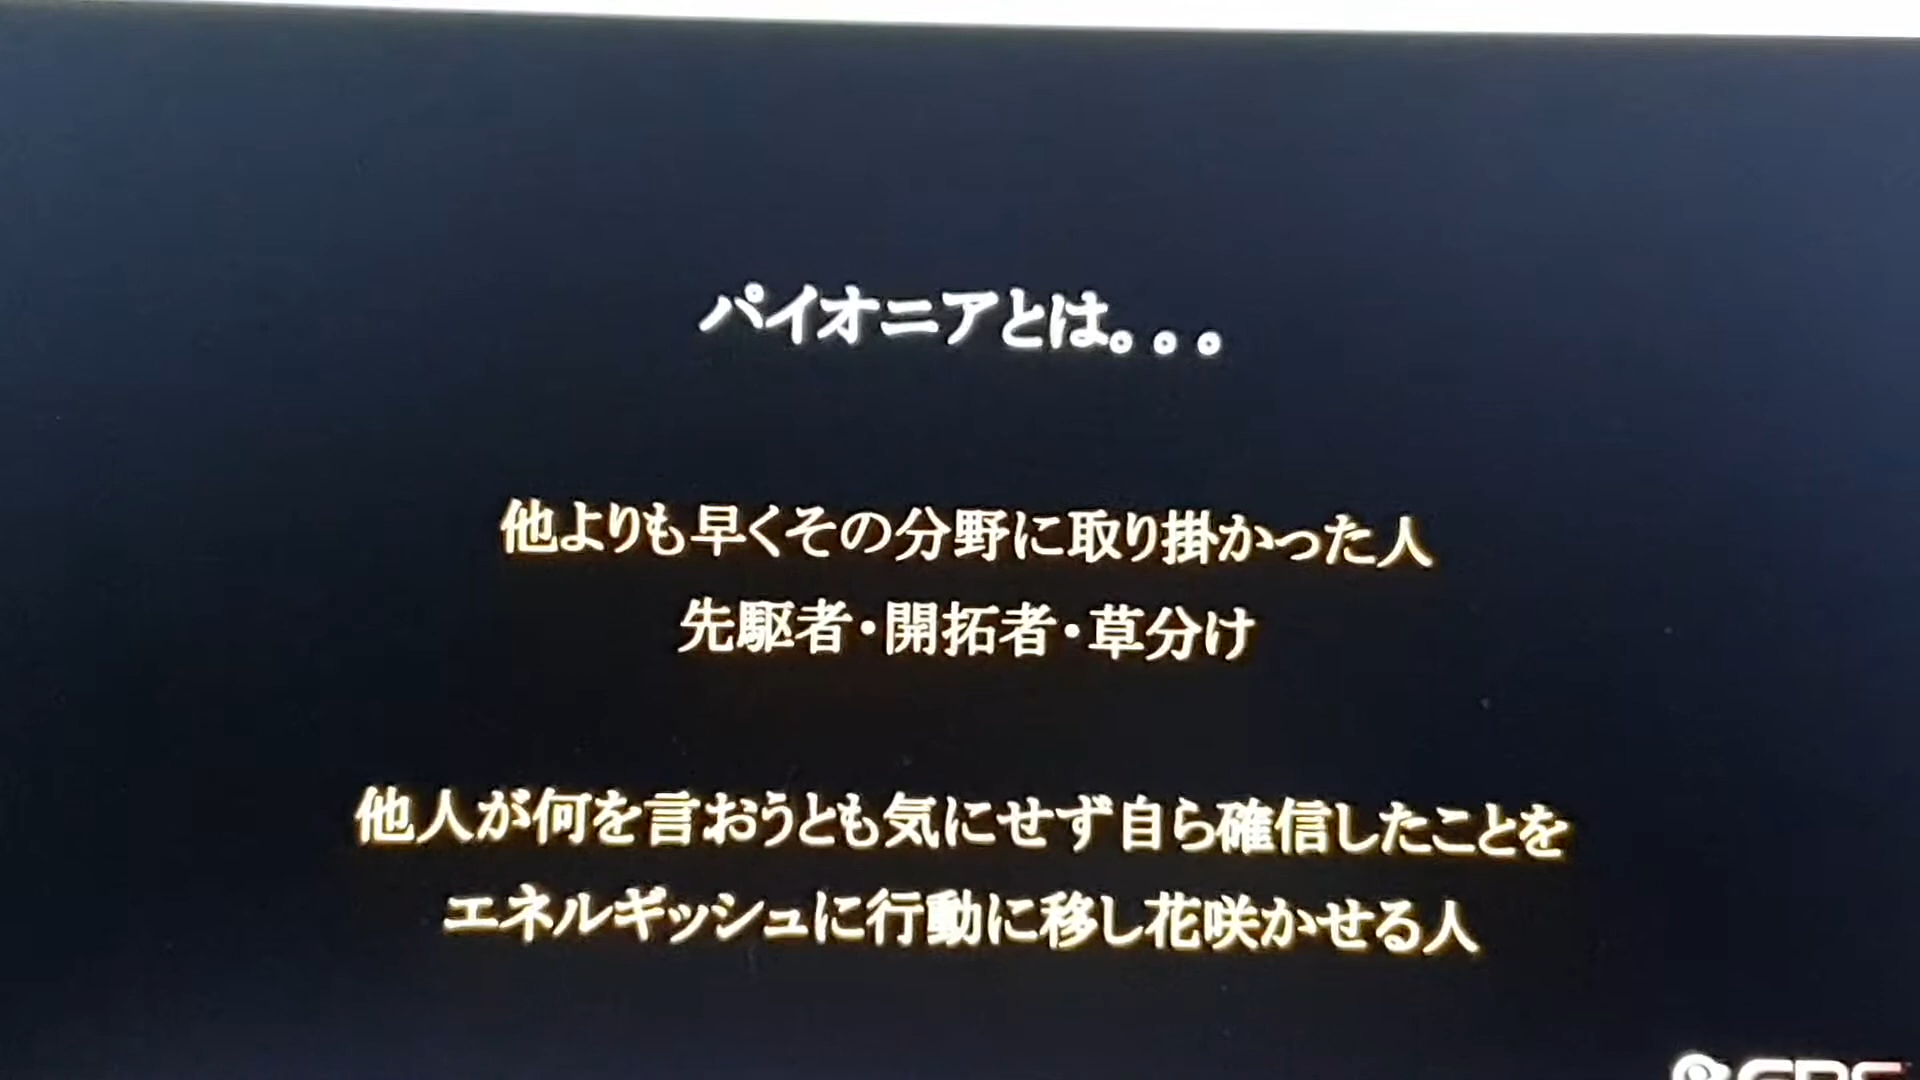 パイオニアとは。。。
他よりも早くその分野に取り掛かった人
先駆者・開拓者・草分け
他人が何を言おうとも気にせず自ら確信したことを
エネルギッシュに行動に移し花咲かせる人